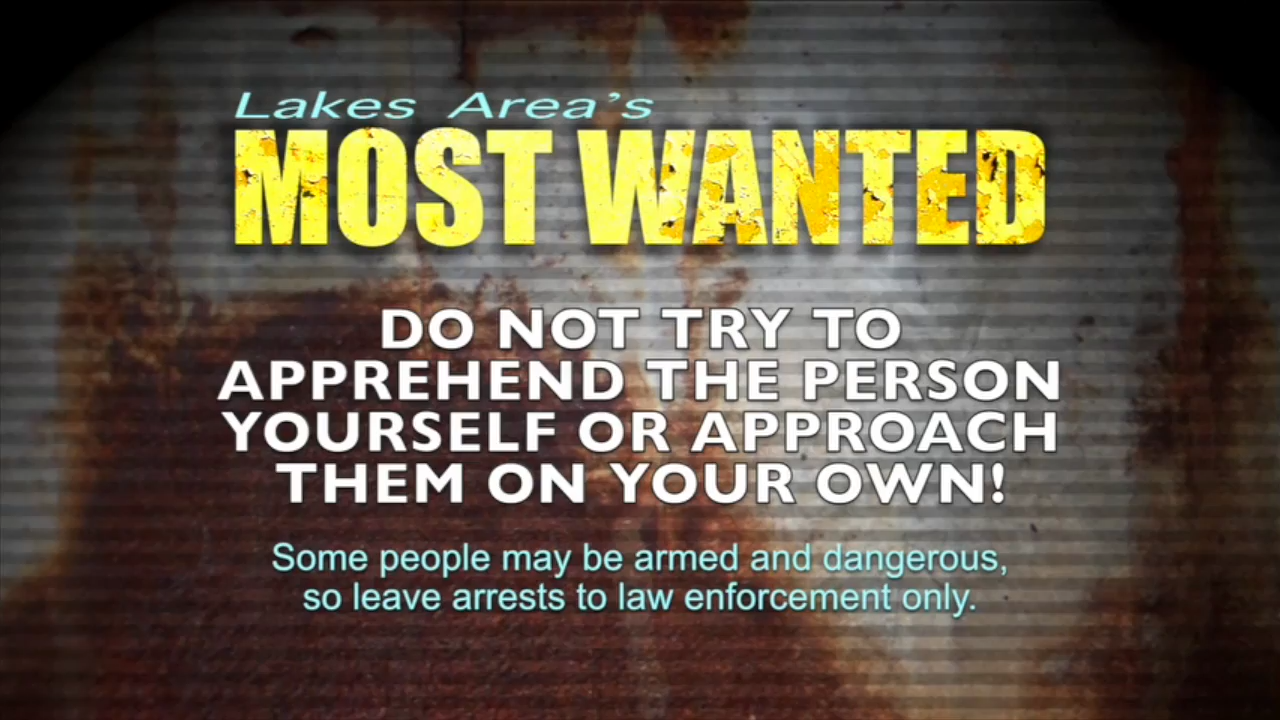 Lakes Area's
MOST WANTED
DO NOT TRY TO
APPREHEND THE PERSON
YOURSELF OR APPROACH
THEM ON YOUR OWN!
Some people may be armed and dangerous,
so leave arrests to law enforcement only.